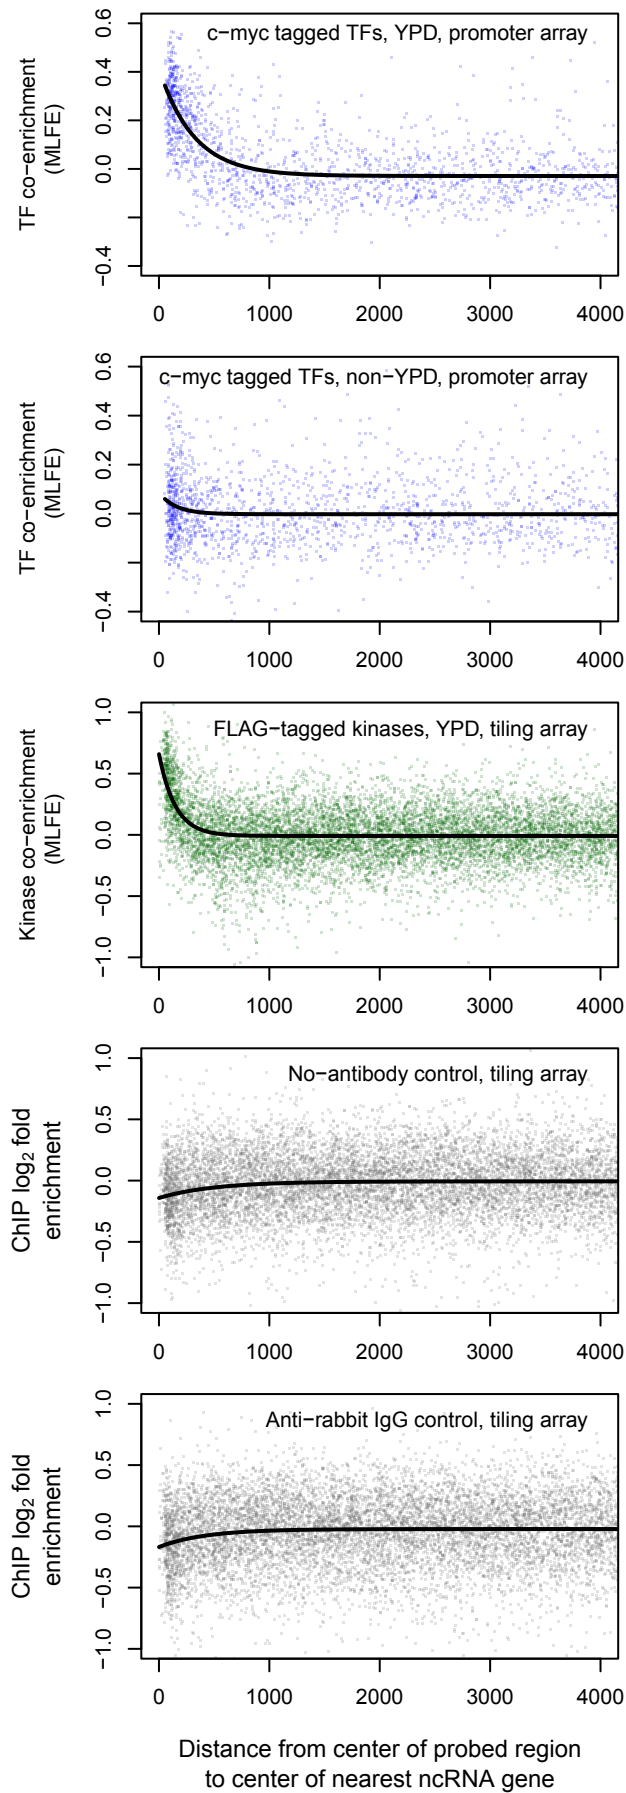 c−myc tagged TFs, YPD, promoter array
TF co−enrichment
(MLFE)
0.6
0.4
0.2
0.0
−0.4
0 1000 2000 3000 4000
c−myc tagged TFs, non−YPD, promoter array
TF co−enrichment
(MLFE)
0.6
0.4
0.2
0.0
−0.4
0 1000 2000 3000 4000
FLAG−tagged kinases, YPD, tiling array
Kinase co−enrichment
(MLFE)
1.0
0.5
0.0
−0.5
−1.0
0 1000 2000 3000 4000
No−antibody control, tiling array
ChIP log₂ fold
enrichment
1.0
0.5
0.0
−0.5
−1.0
0 1000 2000 3000 4000
Anti−rabbit IgG control, tiling array
ChIP log₂ fold
enrichment
1.0
0.5
0.0
−0.5
−1.0
0 1000 2000 3000 4000
Distance from center of probed region
to center of nearest ncRNA gene